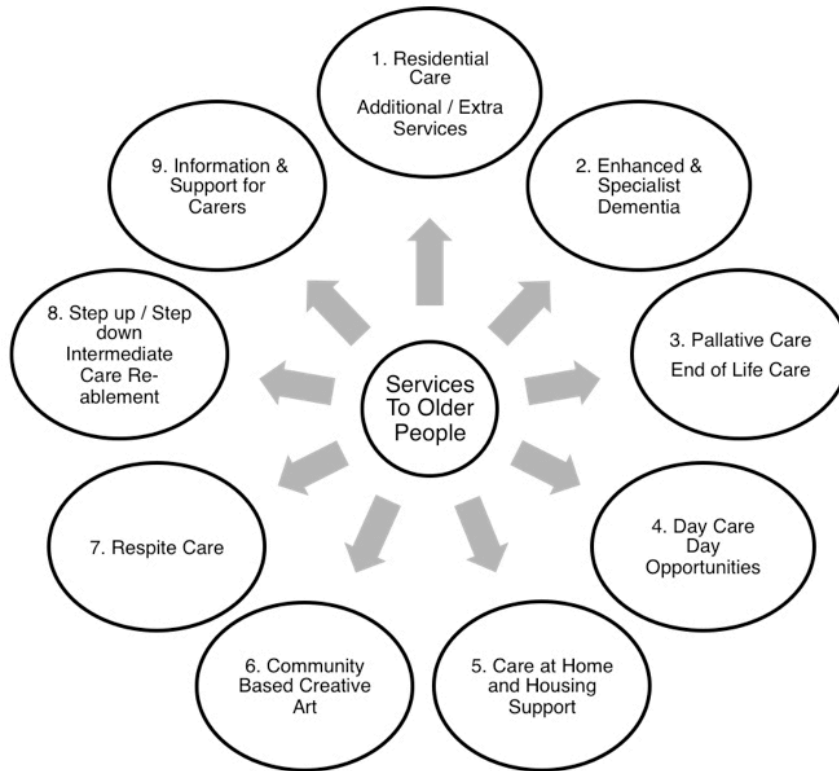 1. Residential
Care
Additional / Extra
Services
2. Enhanced &
Specialist
Dementia
3. Pallative Care
End of Life Care
4. Day Care
Day
Opportunities
5. Care at Home
and Housing
Support
6. Community
Based Creative
Art
7. Respite Care
8. Step up / Step
down
Intermediate
Care Re-
ablement
9. Information &
Support for
Carers
Services
To Older
People